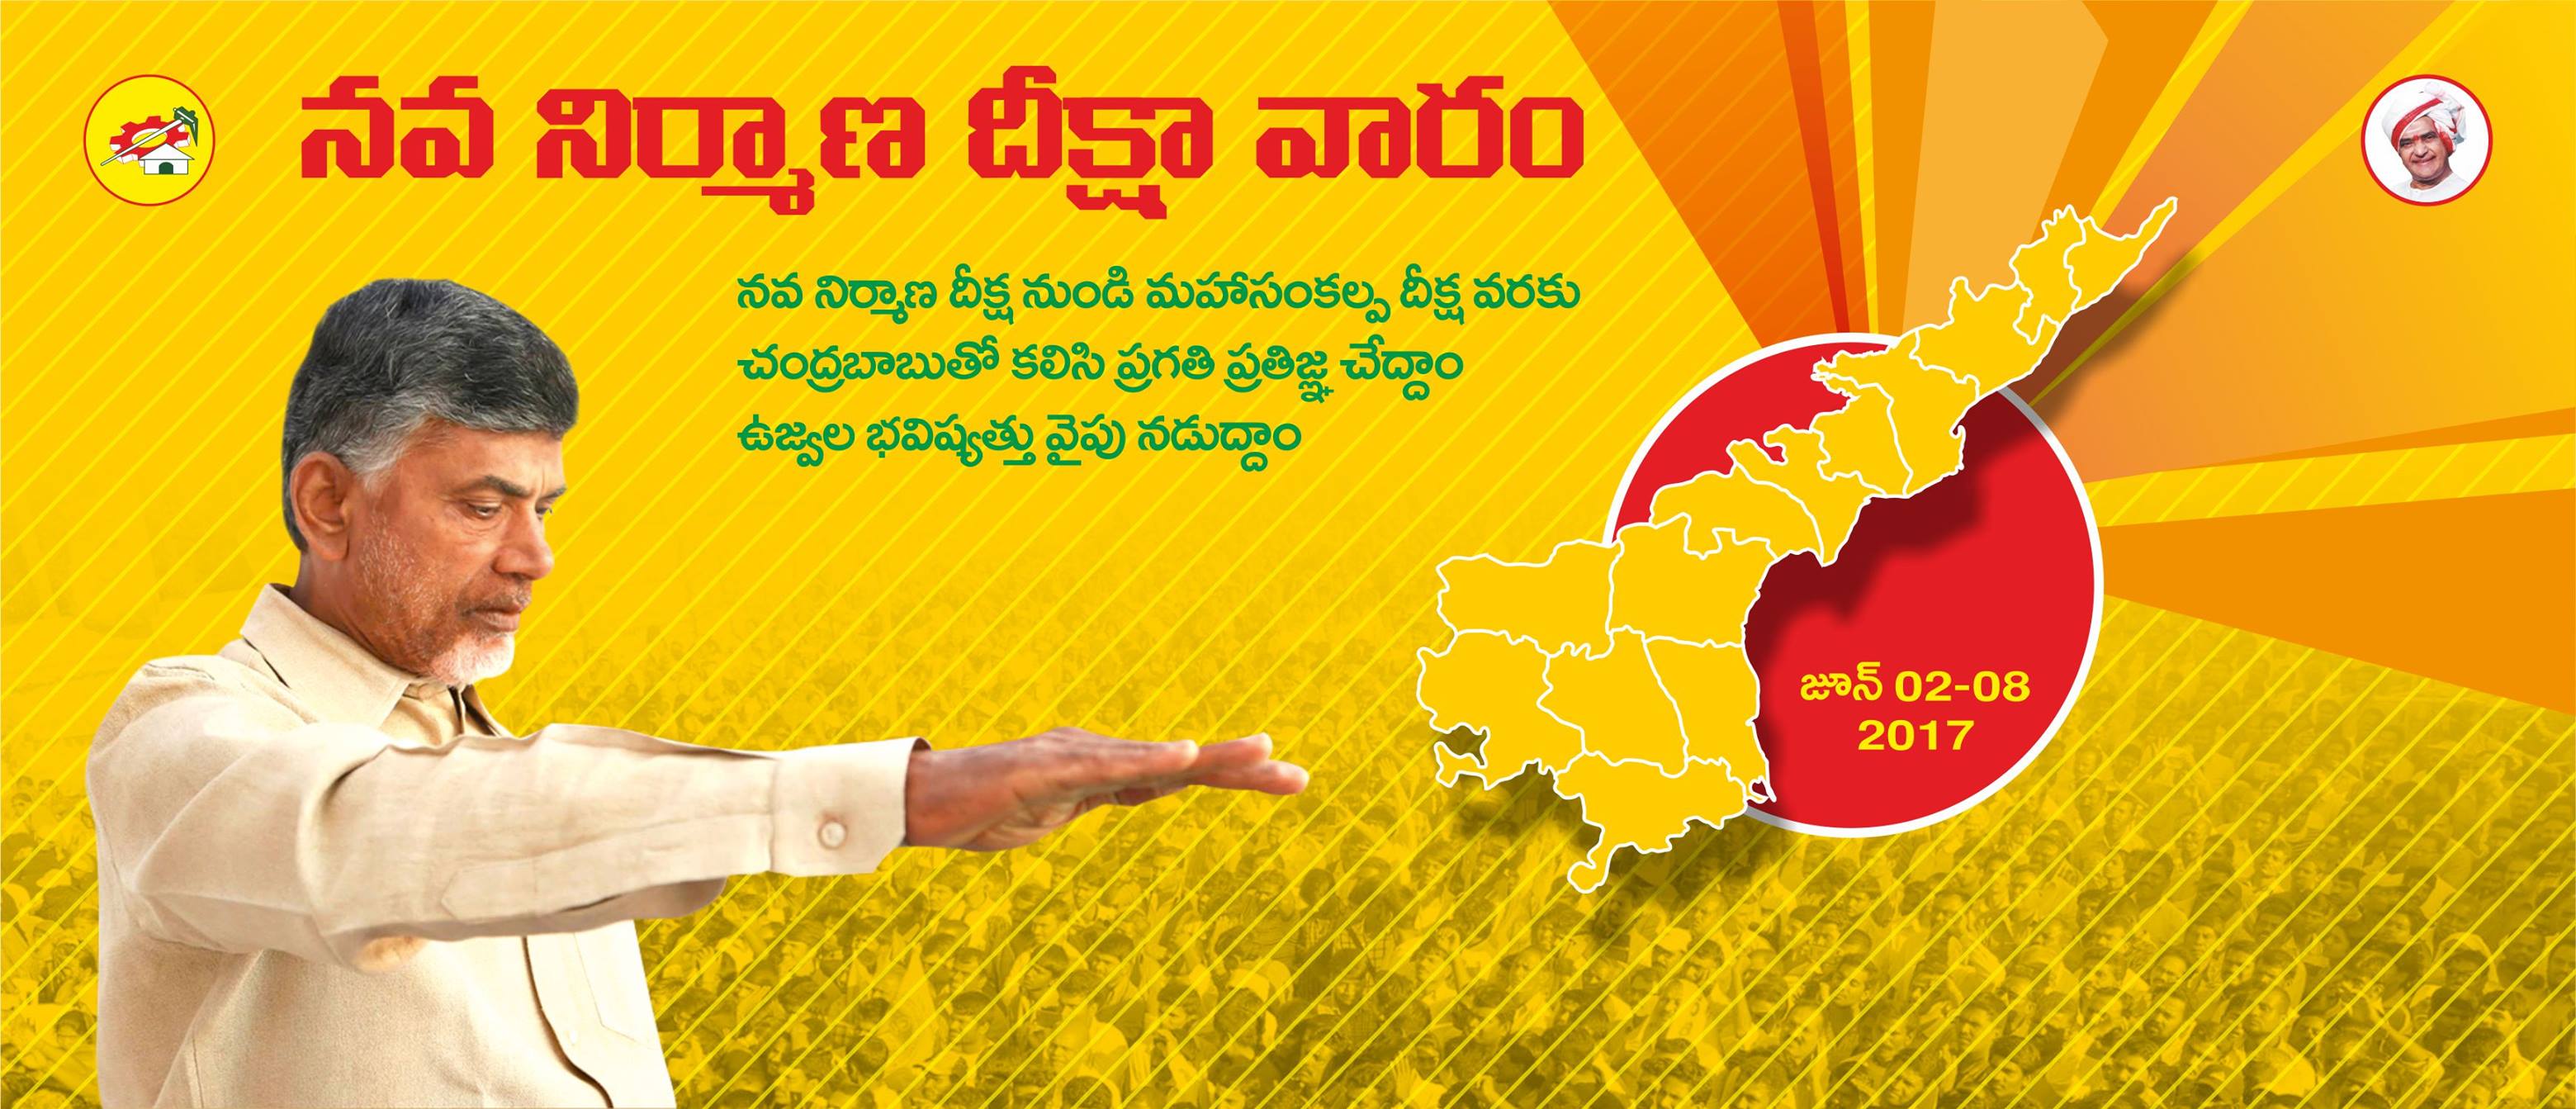 నవ నిర్మాణ దీక్షా వారం
నవ నిర్మాణ దీక్ష నుండి మహాసంకల్ప దీక్ష వరకు
చంద్రబాబుతో కలిసి ప్రగతి ప్రతిజ్ఞ చేద్దాం
ఉజ్వల భవిష్యత్తు వైపు నడుద్దాం
జూన్ 02-08
2017